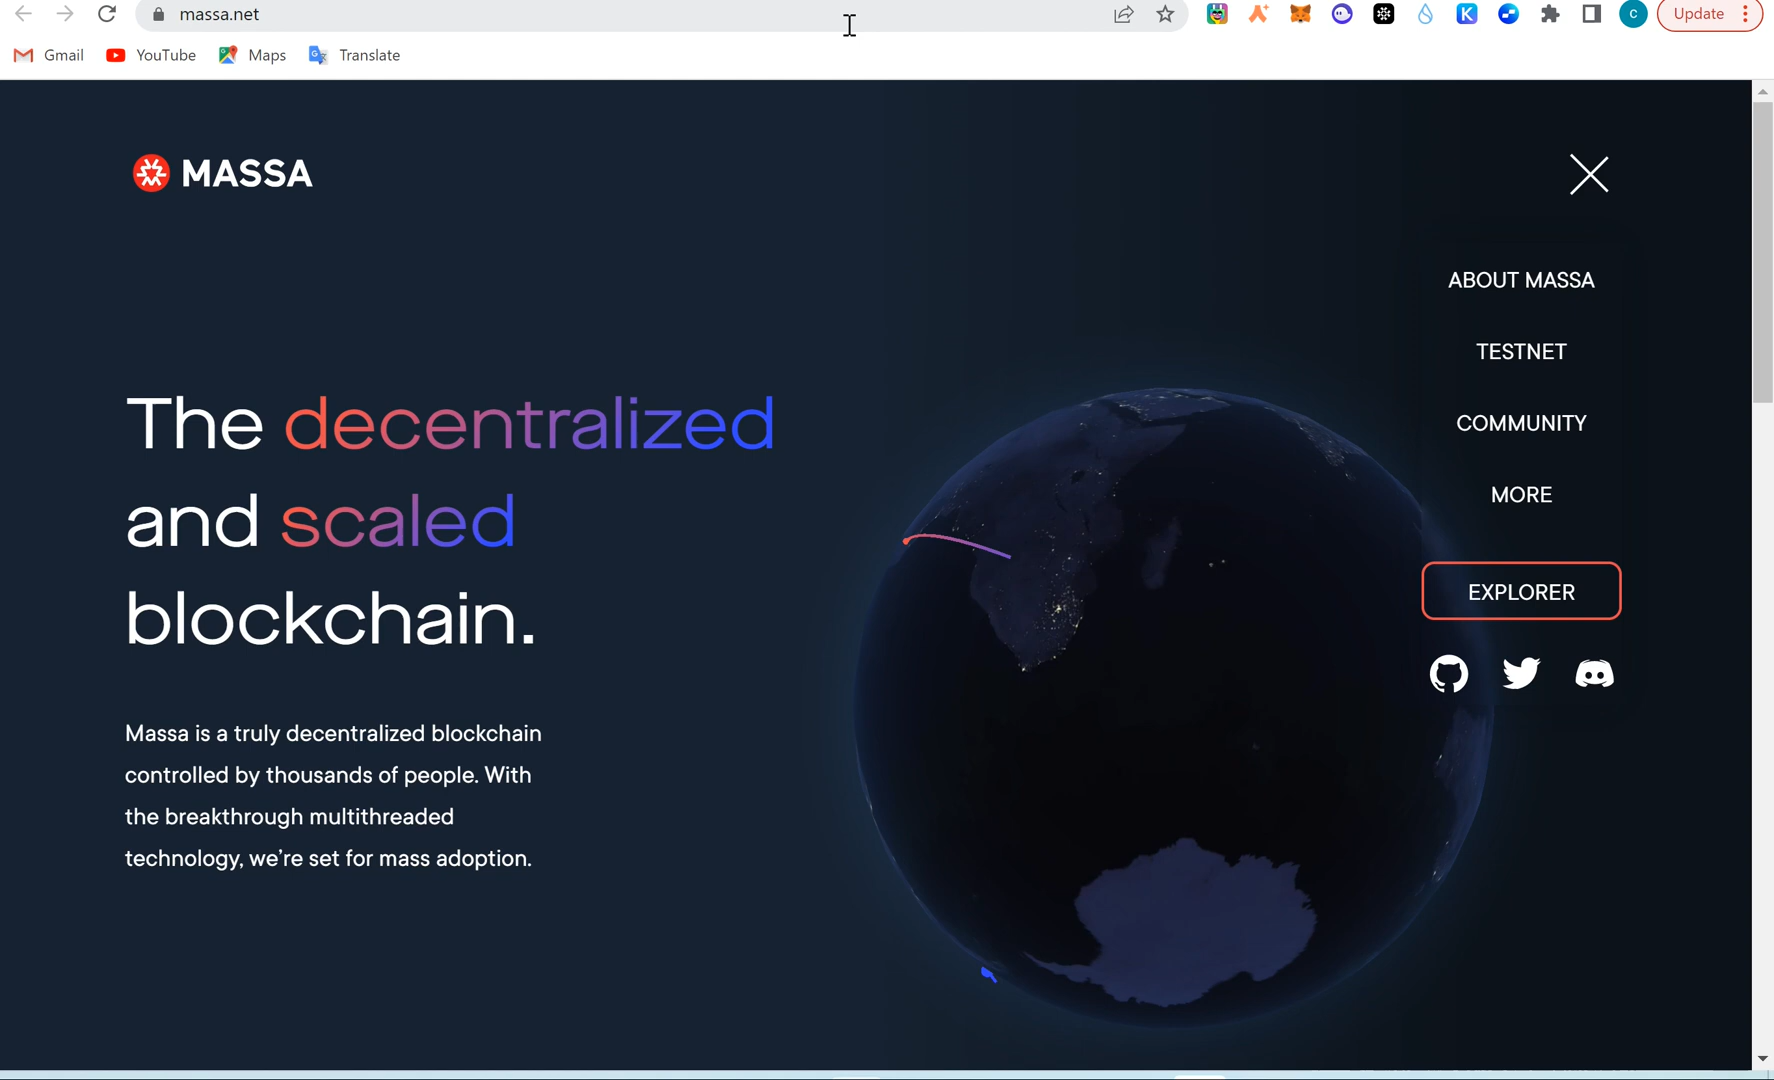 massa.net
C
Update
Gmail
YouTube
Maps
Translate
MASSA
ABOUT MASSA
TESTNET
COMMUNITY
MORE
EXPLORER
The decentralized
and scaled
blockchain.
Massa is a truly decentralized blockchain
controlled by thousands of people. With
the breakthrough multithreaded
technology, we’re set for mass adoption.